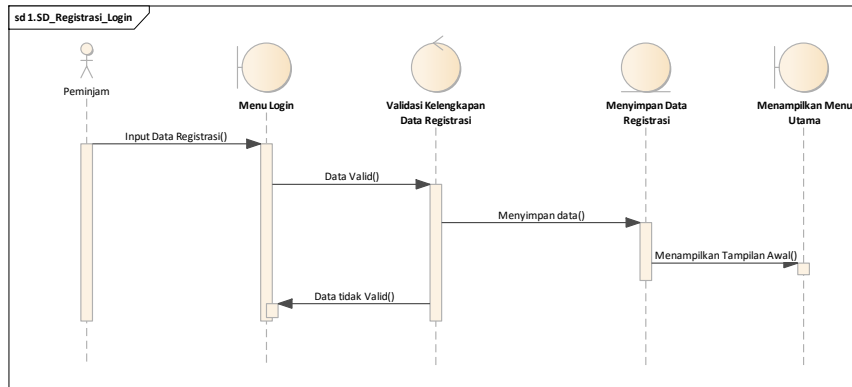 sd 1.SD_Registrasi_Login
Peminjam
Menu Login
Validasi Kelengkapan
Data Registrasi
Menyimpan Data
Registrasi
Menampilkan Menu
Utama
Input Data Registrasi()
Data Valid()
Menyimpan data()
Menampilkan Tampilan Awal()
Data tidak Valid()